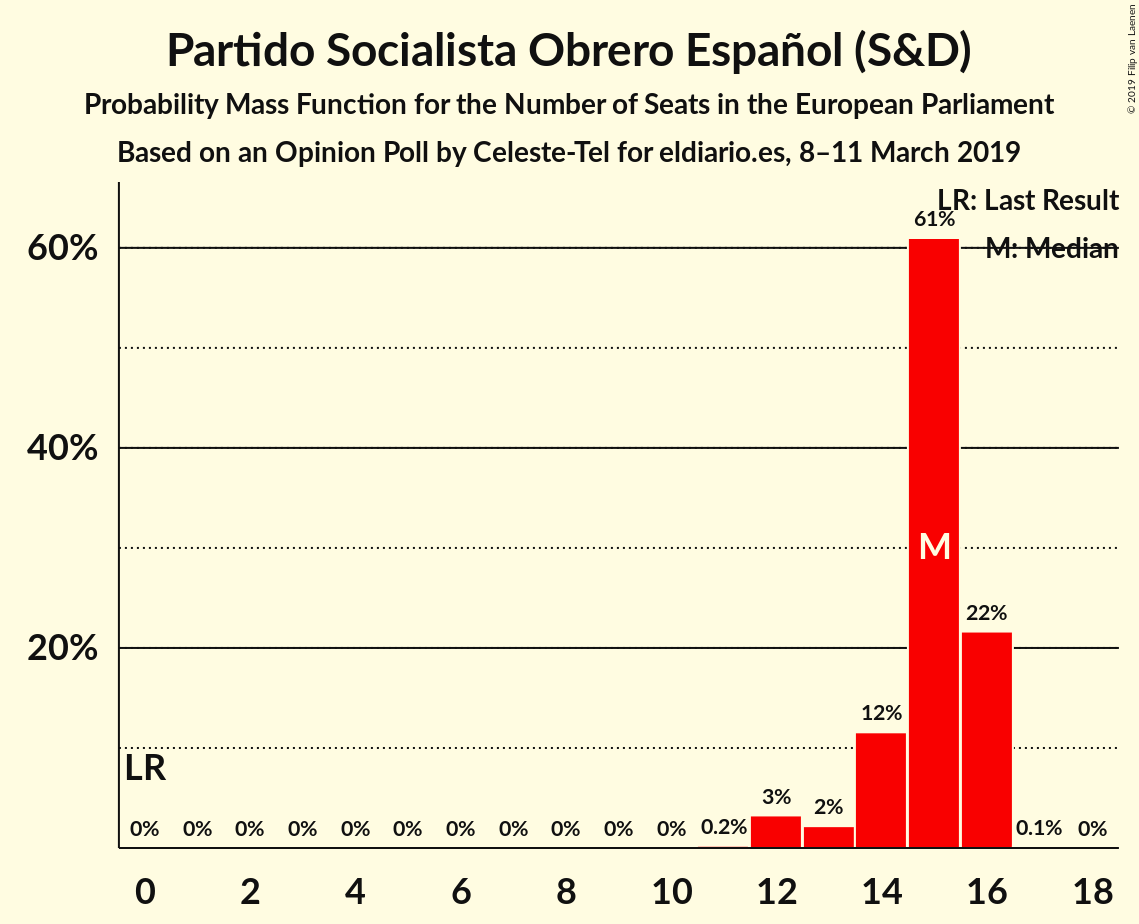 Partido Socialista Obrero Español (S&D)
Probability Mass Function for the Number of Seats in the European Parliament
Based on an Opinion Poll by Celeste-Tel for eldiario.es, 8–11 March 2019
© 2019 Filip van Laenen
LR: Last Result
M: Median
60%
40%
20%
61%
M
22%
12%
LR
3%
2%
0% 0% 0% 0% 0% 0% 0% 0% 0% 0% 0% 0.2% 0.1% 0%
0 2 4 6 8 10 12 14 16 18